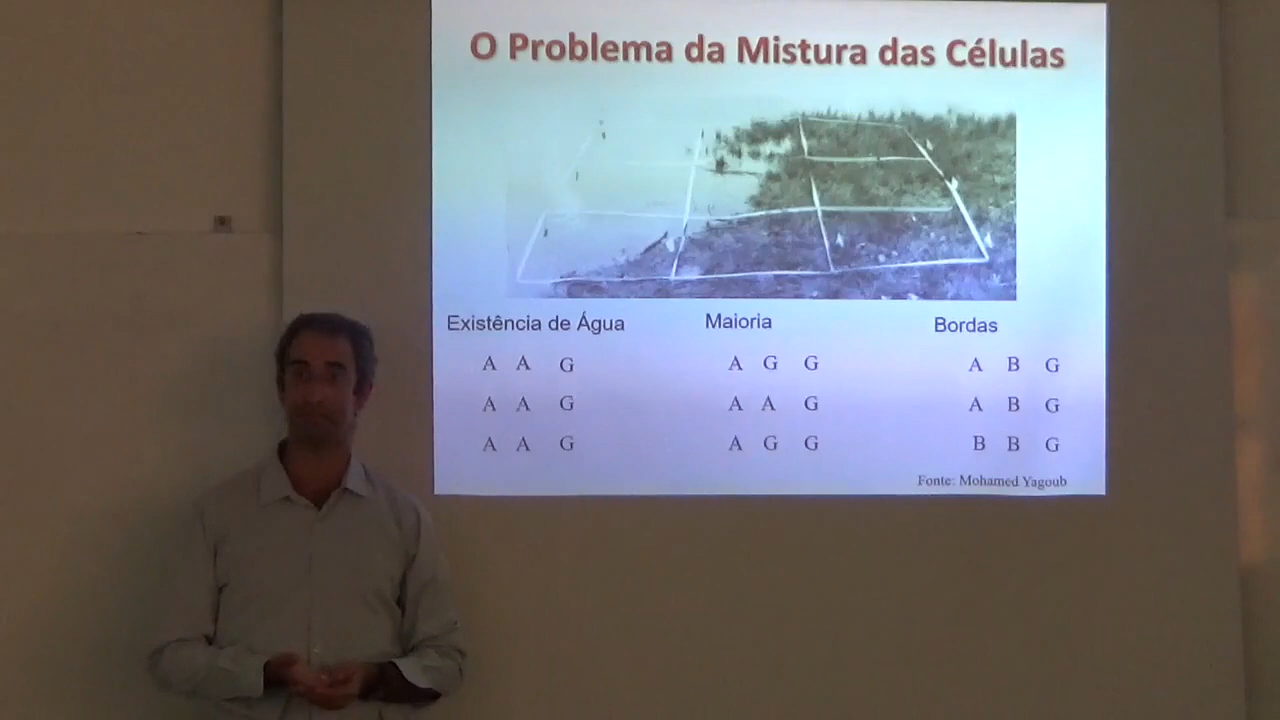 O Problema da Mistura das Células
Existência de Água
A A G
A A G
A A G
Maioria
A G G
A A G
A G G
Bordas
A B G
A B G
B B G
Fonte: Mohamed Yagoub